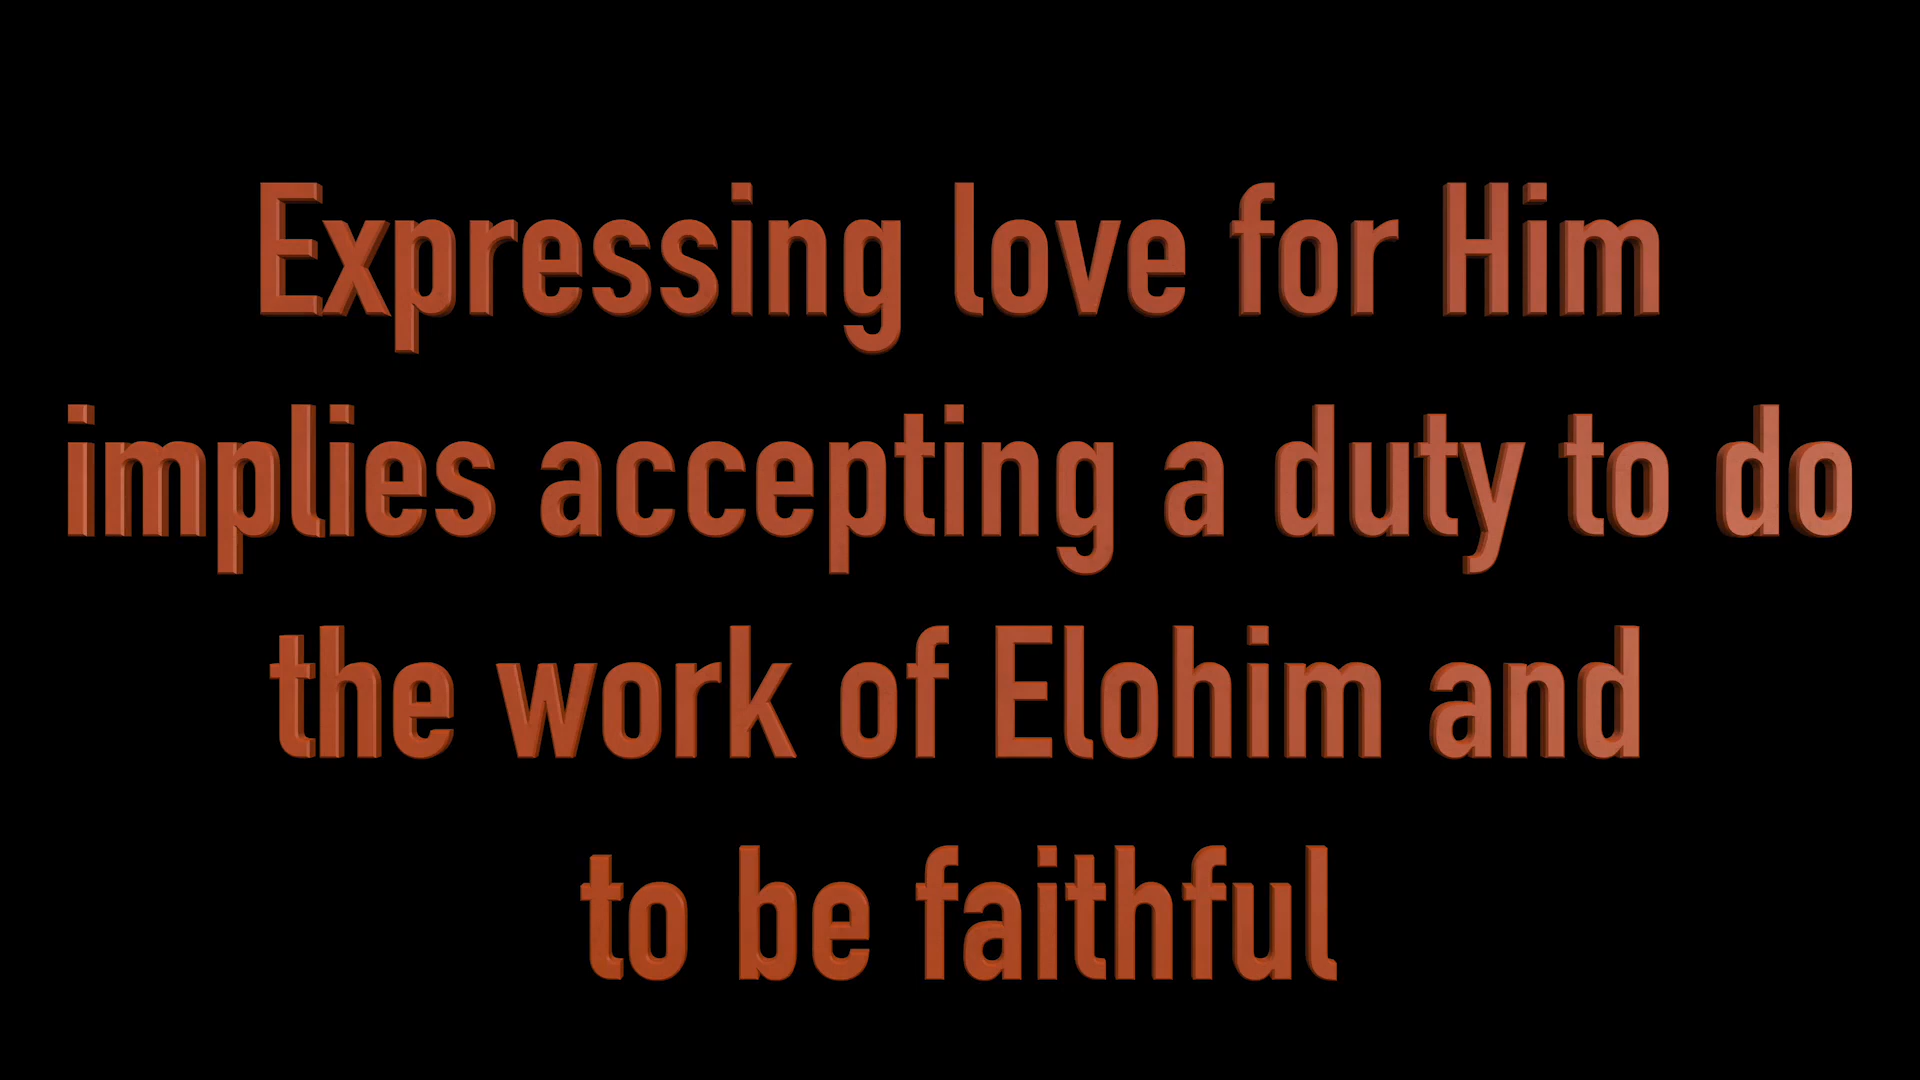 Expressing love for Him
implies accepting a duty to do
the work of Elohim and
to be faithful